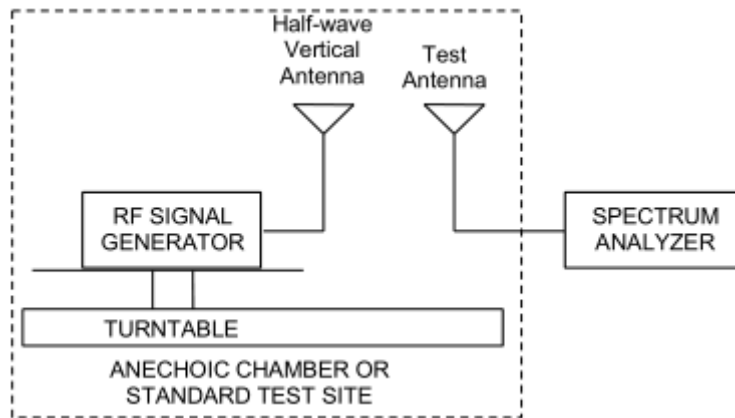 Half-wave
Vertical
Antenna
Test
Antenna
RF SIGNAL
GENERATOR
SPECTRUM
ANALYZER
TURNTABLE
ANECHOIC CHAMBER OR
STANDARD TEST SITE